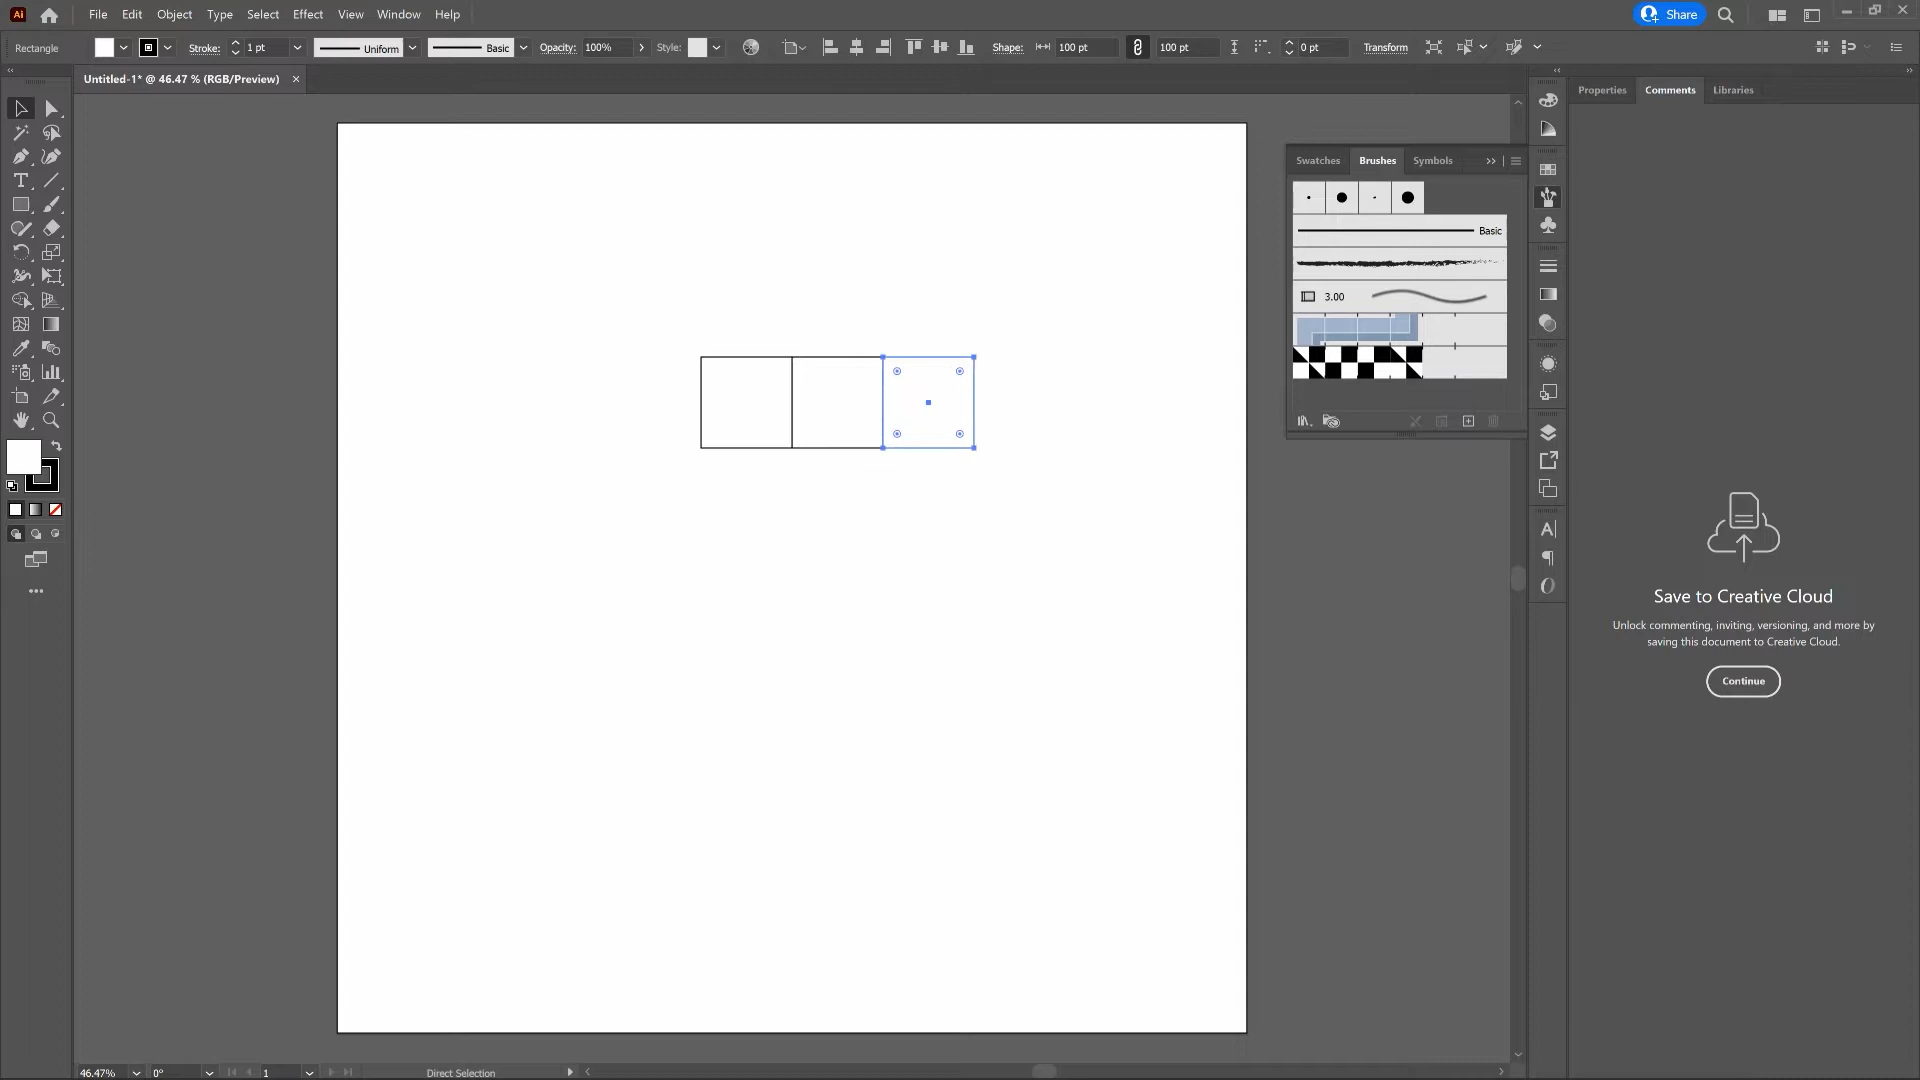 Ai File Edit Object Type Select Effect View Window Help Share
Rectangle Stroke: 1 pt Uniform Basic Opacity: 100% Style: Shape: 100 pt 100 pt 0 pt Transform
Untitled-1* @ 46.47 % (RGB/Preview)
Properties Comments Libraries
Swatches Brushes Symbols
Basic
3.00
Save to Creative Cloud
Unlock commenting, inviting, versioning, and more by
saving this document to Creative Cloud.
Continue
46.47% 0° 1 Direct Selection